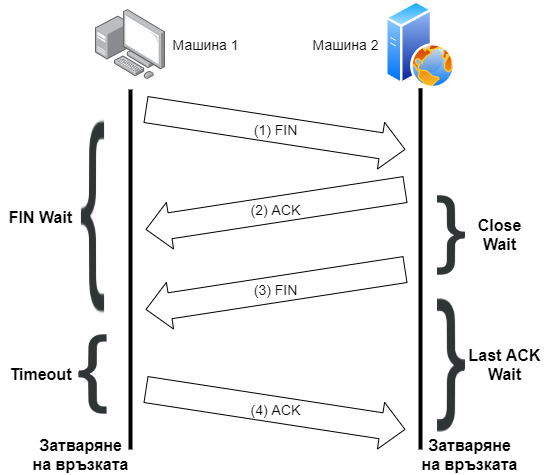 Машина 1
Машина 2
(1) FIN
(2) ACK
FIN Wait
Close
Wait
(3) FIN
Timeout
Last ACK
Wait
(4) ACK
Затваряне
на връзката
Затваряне
на връзката